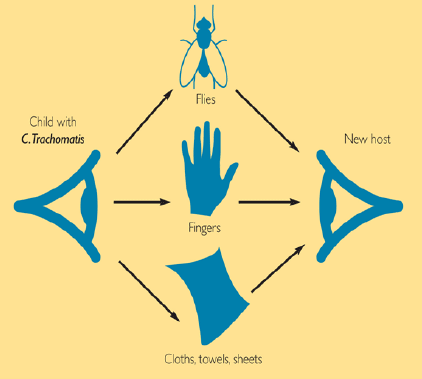 Flies
Child with
C.Trachomatis
New host
Fingers
Cloths, towels, sheets